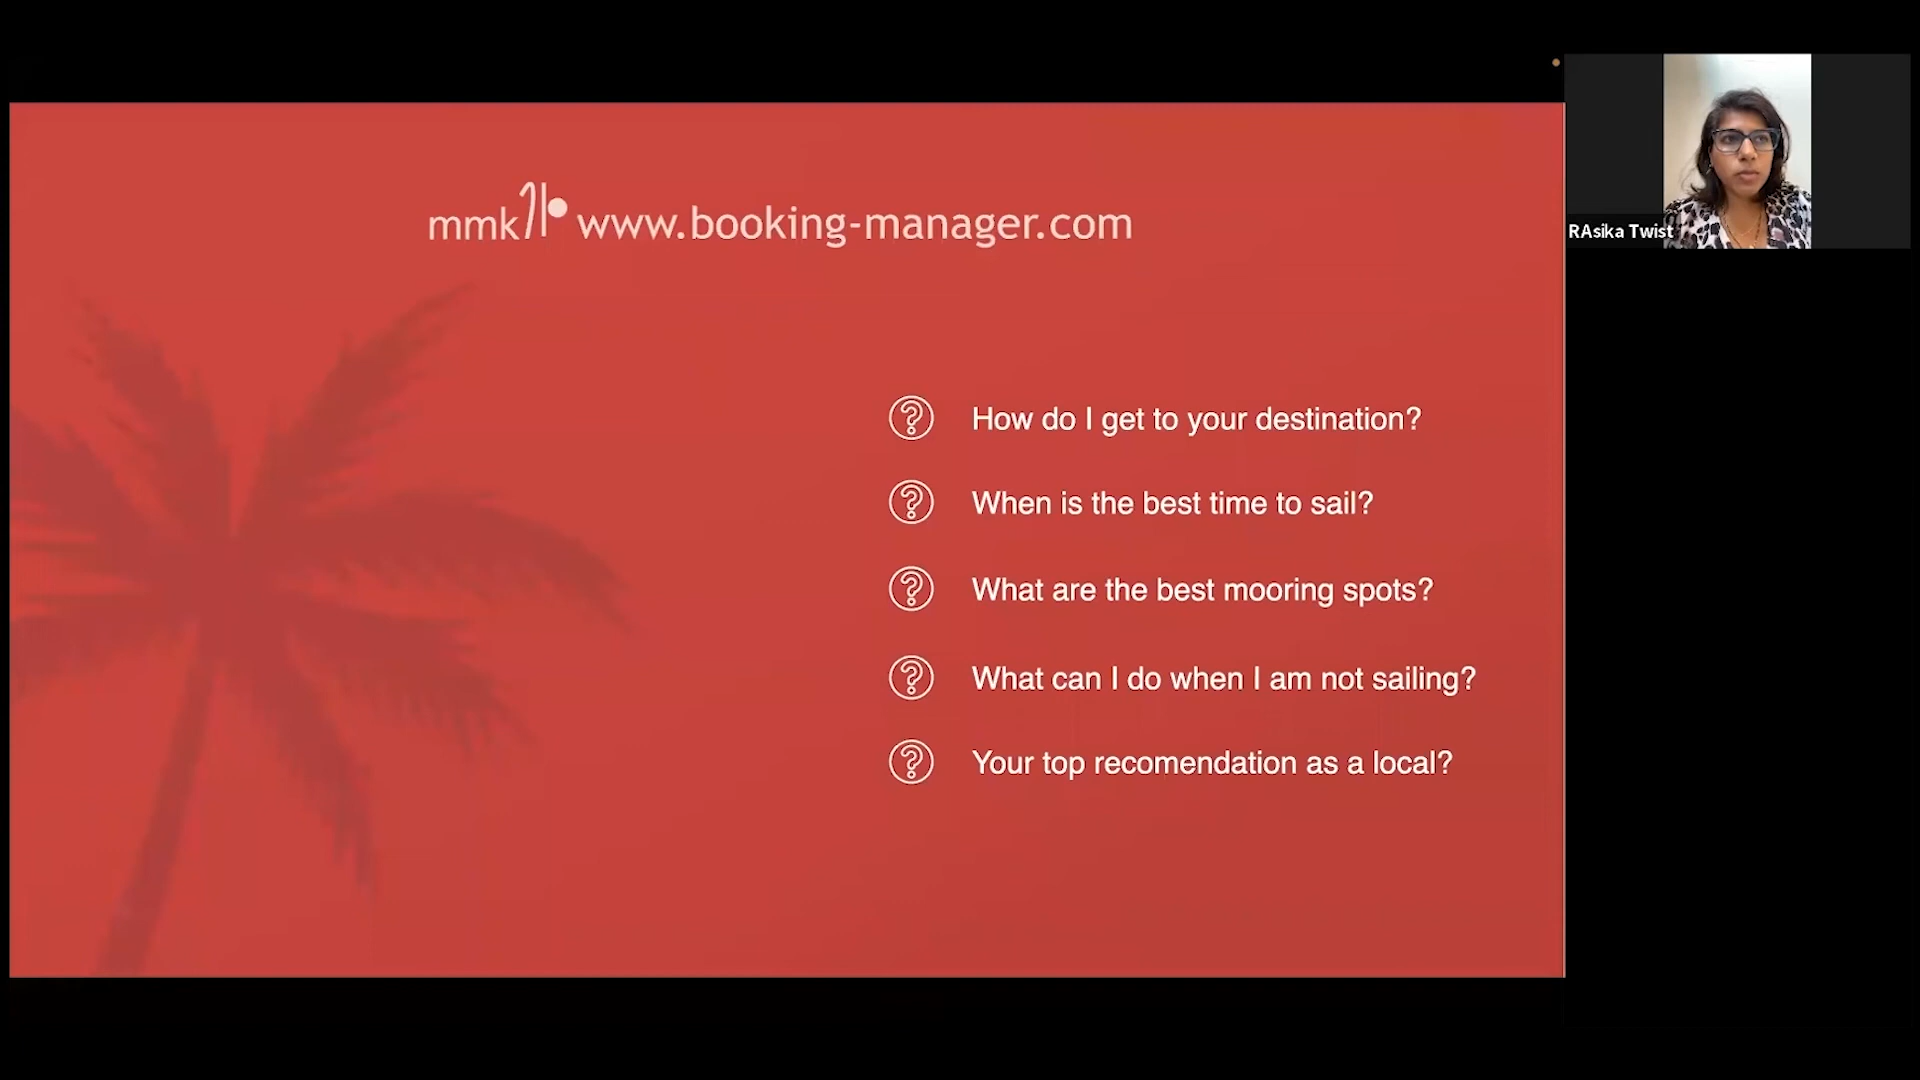 mmk www.booking-manager.com
RAsika Twist
How do I get to your destination?
When is the best time to sail?
What are the best mooring spots?
What can I do when I am not sailing?
Your top recomendation as a local?